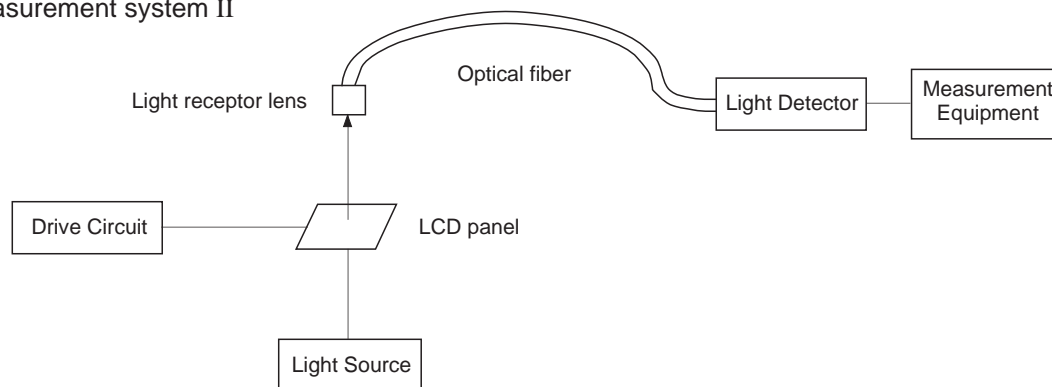 asurement system II
Optical fiber
Light receptor lens
Light Detector
Measurement
Equipment
Drive Circuit
LCD panel
Light Source